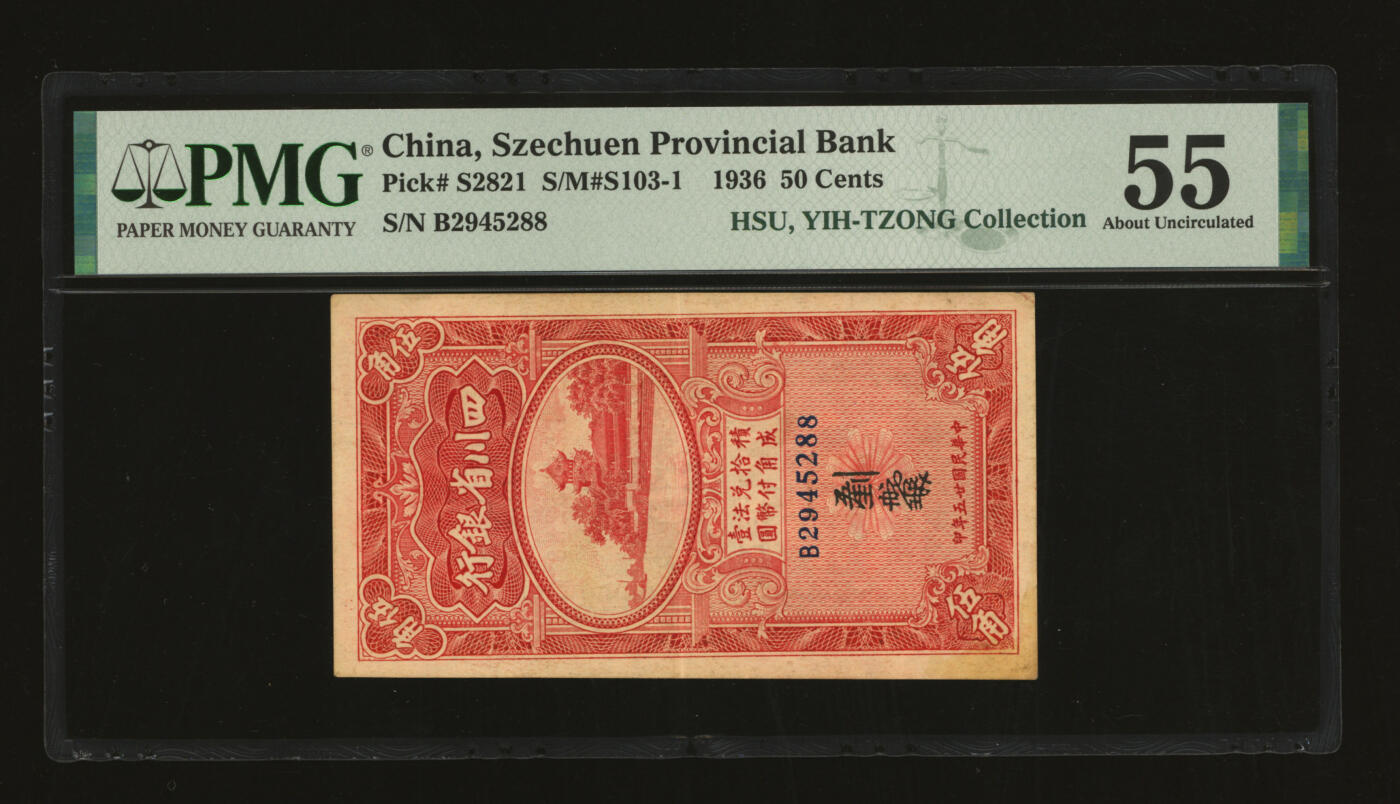 PMG®
PAPER MONEY GUARANTY
China, Szechuen Provincial Bank
Pick# S2821 S/M#S103-1 1936 50 Cents
S/N B2945288
HSU, YIH-TZONG Collection
55
About Uncirculated
伍角
伍角
四川省銀行
積成拾角兌付法幣壹圓
B2945288
中華民國廿五年印
伍角
伍角